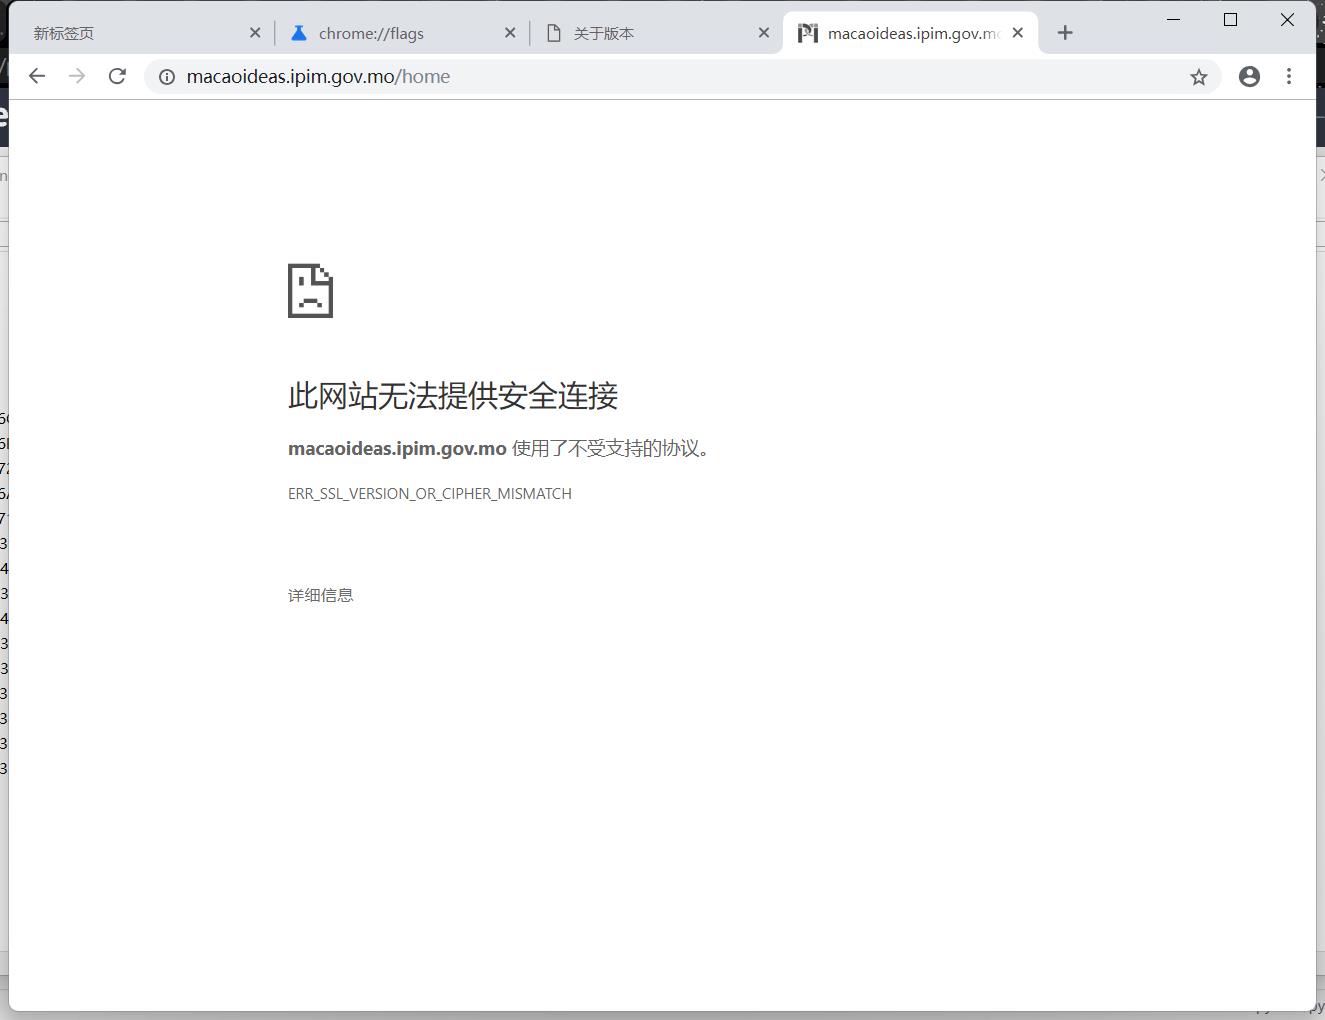 新标签页
chrome://flags
关于版本
macaoideas.ipim.gov.mo
macaoideas.ipim.gov.mo/home
此网站无法提供安全连接
macaoideas.ipim.gov.mo 使用了不受支持的协议。
ERR_SSL_VERSION_OR_CIPHER_MISMATCH
详细信息